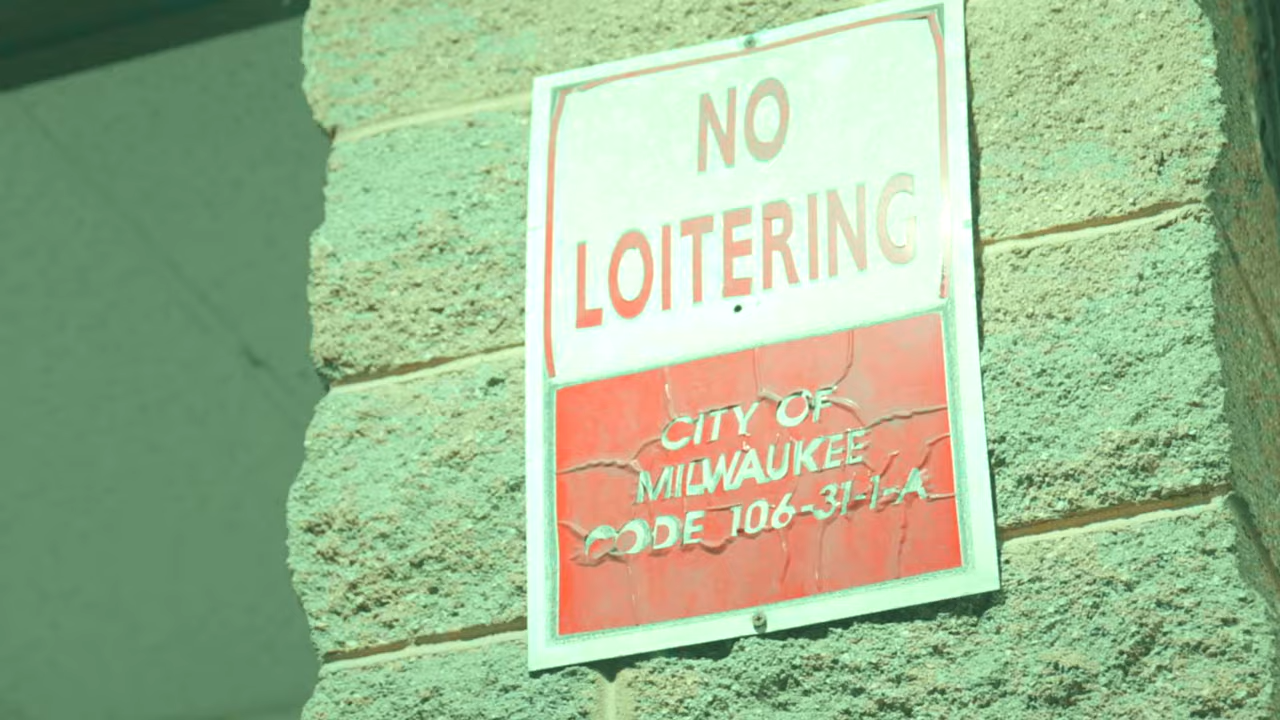 NO
LOITERING
CITY OF
MILWAUKEE
CODE 106-31-1-A